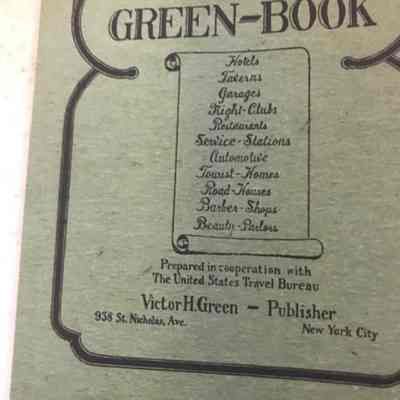 GREEN-BOOK
Hotels
Taverns
Garages
Night-Clubs
Restaurants
Service-Stations
Automotive
Tourist-Homes
Road-Houses
Barber-Shops
Beauty-Parlors
Prepared in cooperation with
The United States Travel Bureau
Victor H. Green - Publisher
938 St. Nicholas, Ave.
New York City